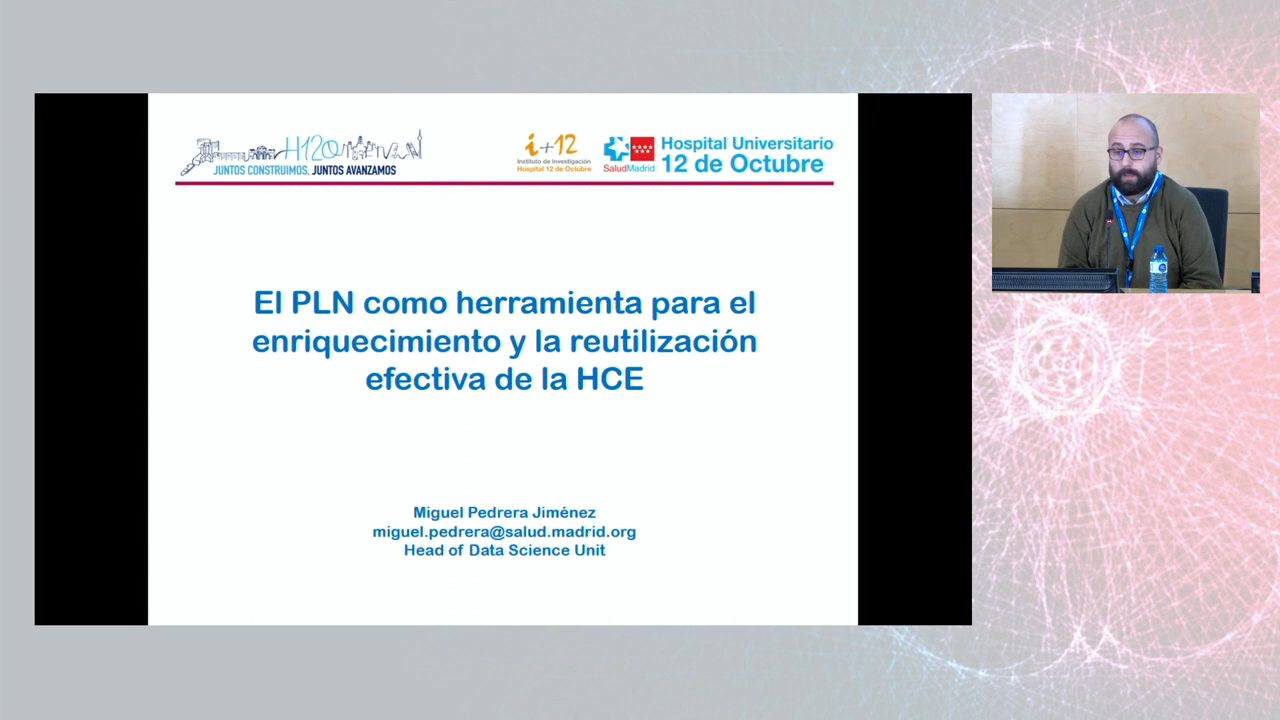 H12O
JUNTOS CONSTRUIMOS, JUNTOS AVANZAMOS
i+12
Instituto de Investigación
Hospital 12 de Octubre
SaludMadrid
Hospital Universitario
12 de Octubre
El PLN como herramienta para el
enriquecimiento y la reutilización
efectiva de la HCE
Miguel Pedrera Jiménez
miguel.pedrera@salud.madrid.org
Head of Data Science Unit